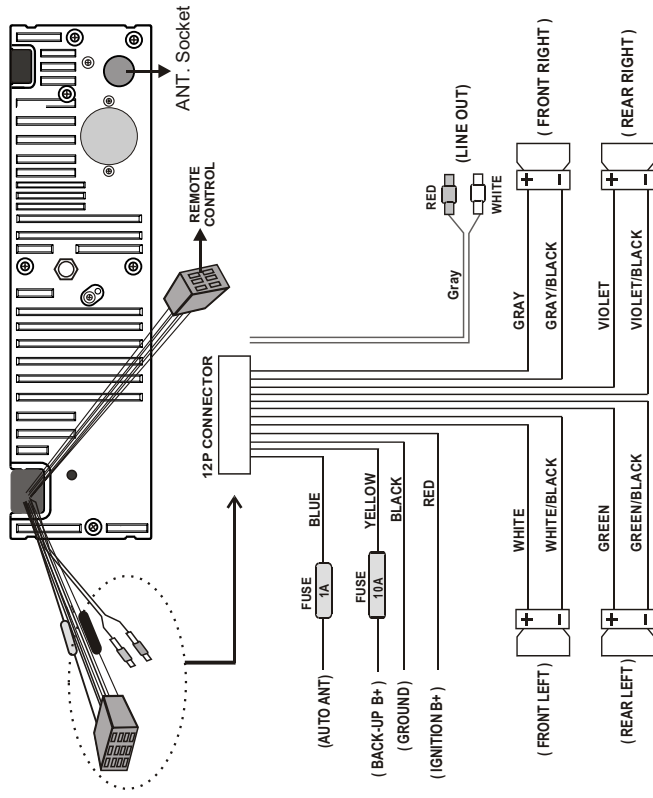 ANT. Socket
REMOTE
CONTROL
12P CONNECTOR
Gray
RED
WHITE
(LINE OUT)
BLUE
FUSE
1A
(AUTO ANT)
YELLOW
FUSE
10A
( BACK-UP B+ )
BLACK
( GROUND )
RED
( IGNITION B+ )
GRAY
GRAY/BLACK
+
-
( FRONT RIGHT )
WHITE
WHITE/BLACK
+
-
( FRONT LEFT )
VIOLET
VIOLET/BLACK
+
-
( REAR RIGHT )
GREEN
GREEN/BLACK
+
-
( REAR LEFT )